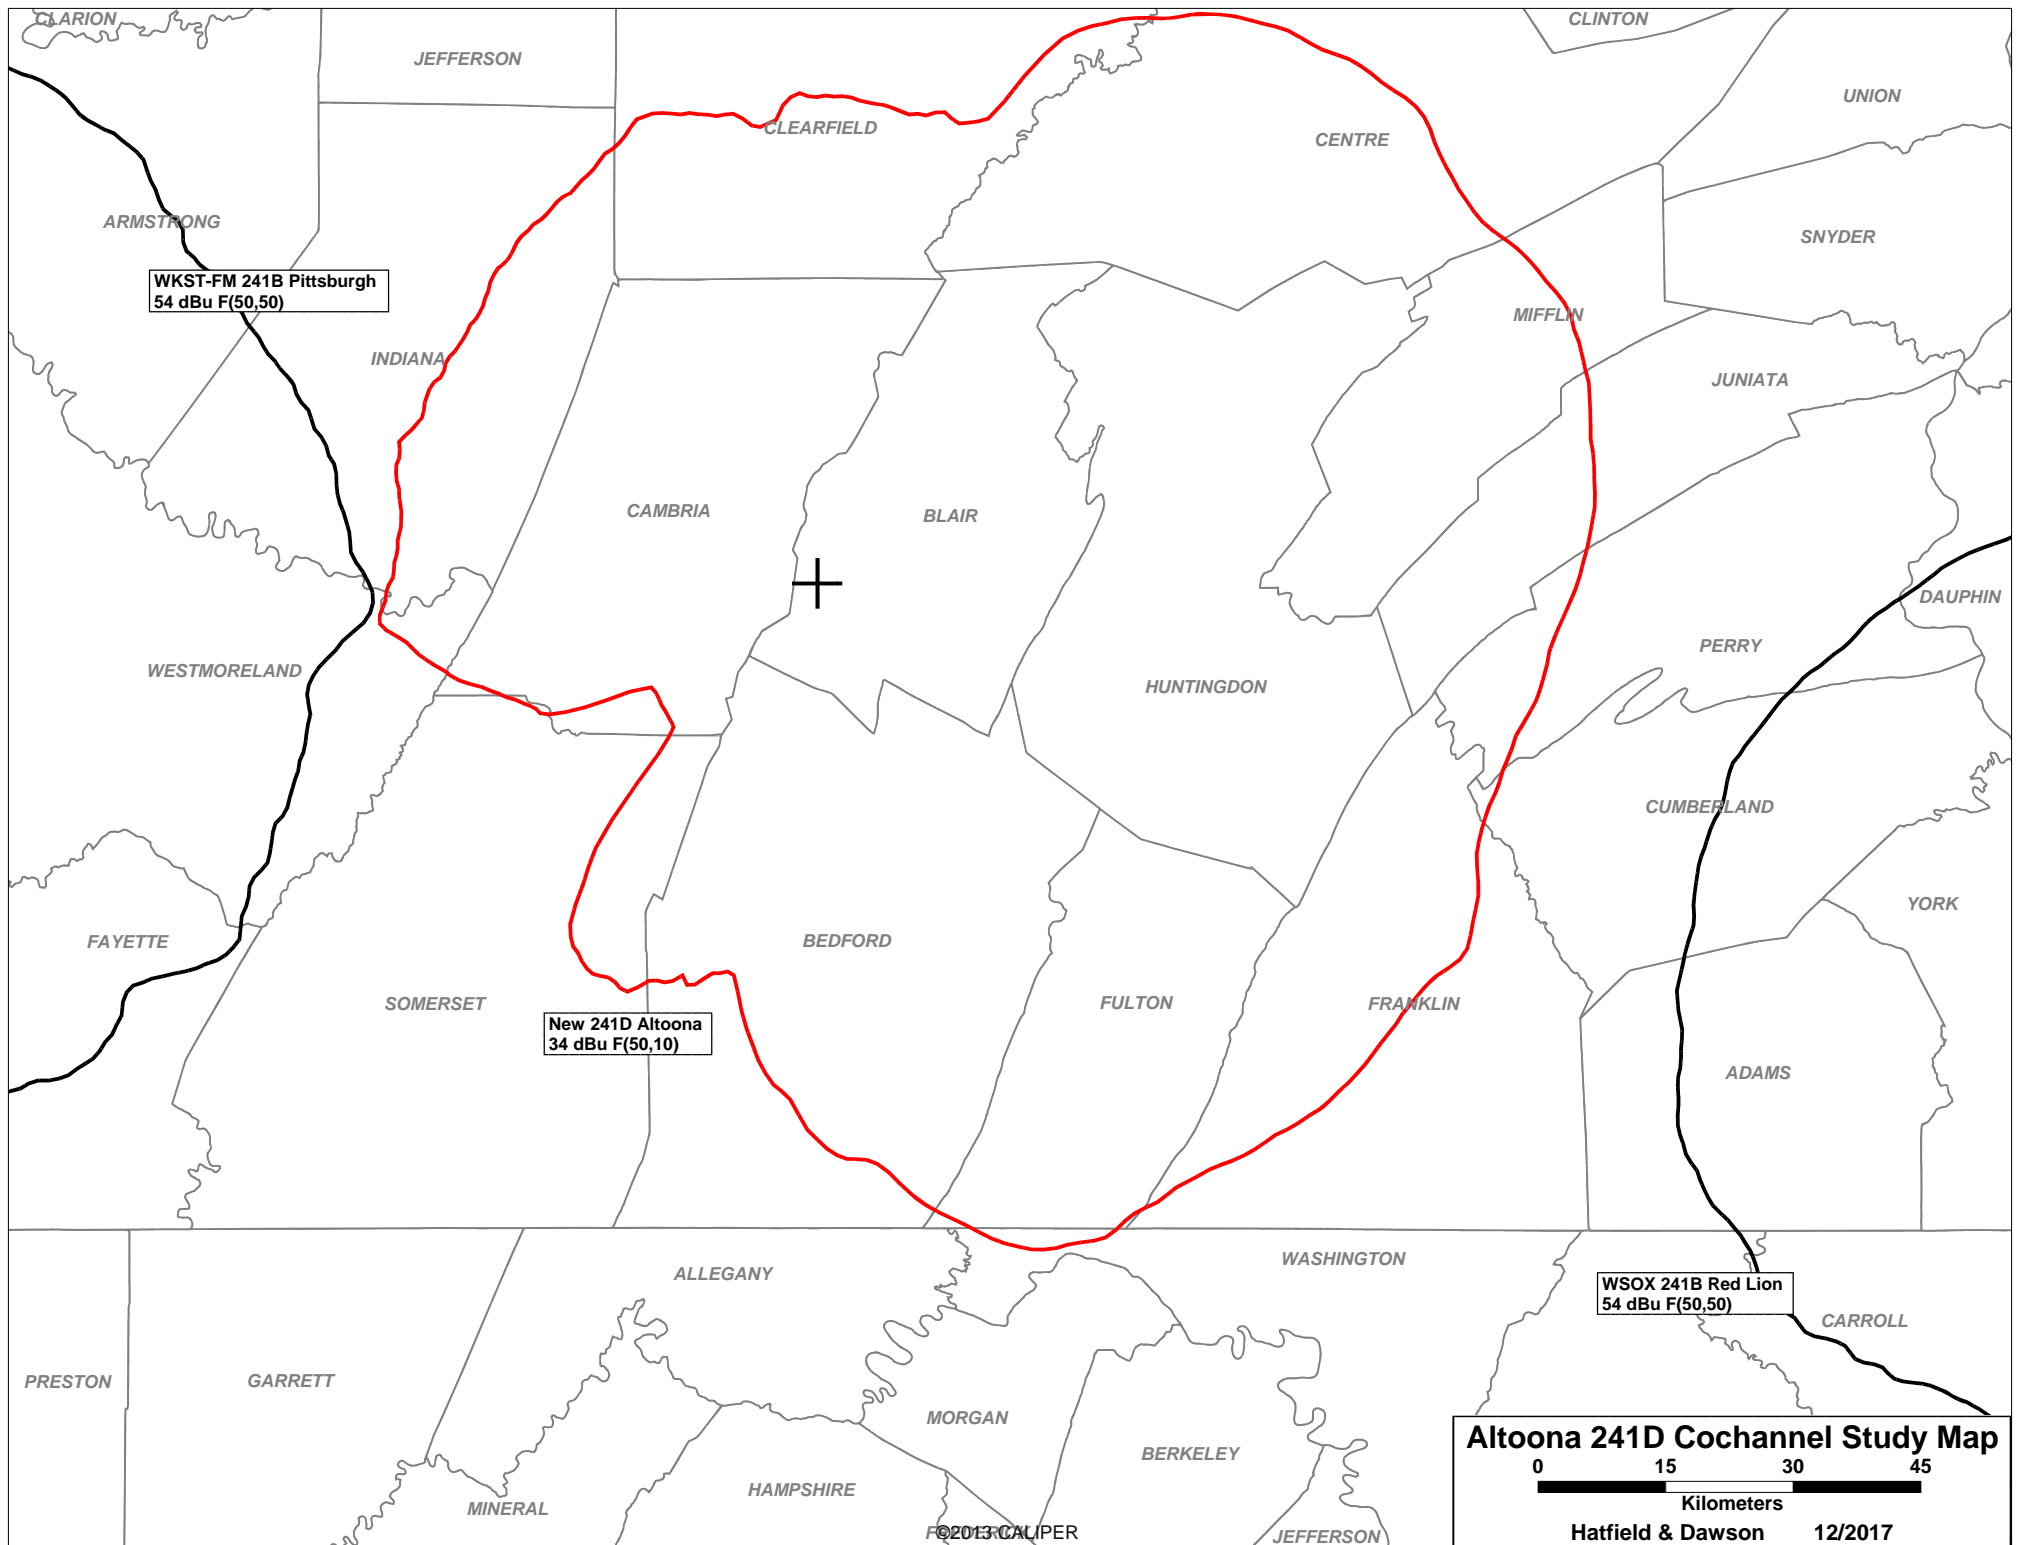 CLARION
CLINTON
JEFFERSON
UNION
CLEARFIELD
CENTRE
ARMSTRONG
SNYDER
WKST-FM 241B Pittsburgh
54 dBu F(50,50)
MIFFLIN
INDIANA
JUNIATA
CAMBRIA
BLAIR
DAUPHIN
PERRY
WESTMORELAND
HUNTINGDON
CUMBERLAND
YORK
FAYETTE
BEDFORD
SOMERSET
FULTON
FRANKLIN
New 241D Altoona
34 dBu F(50,10)
ADAMS
WASHINGTON
ALLEGANY
WSOX 241B Red Lion
54 dBu F(50,50)
CARROLL
PRESTON
GARRETT
MORGAN
BERKELEY
HAMPSHIRE
MINERAL
JEFFERSON
©2013 CALIPER
Altoona 241D Cochannel Study Map
0 15 30 45
Kilometers
Hatfield & Dawson 12/2017